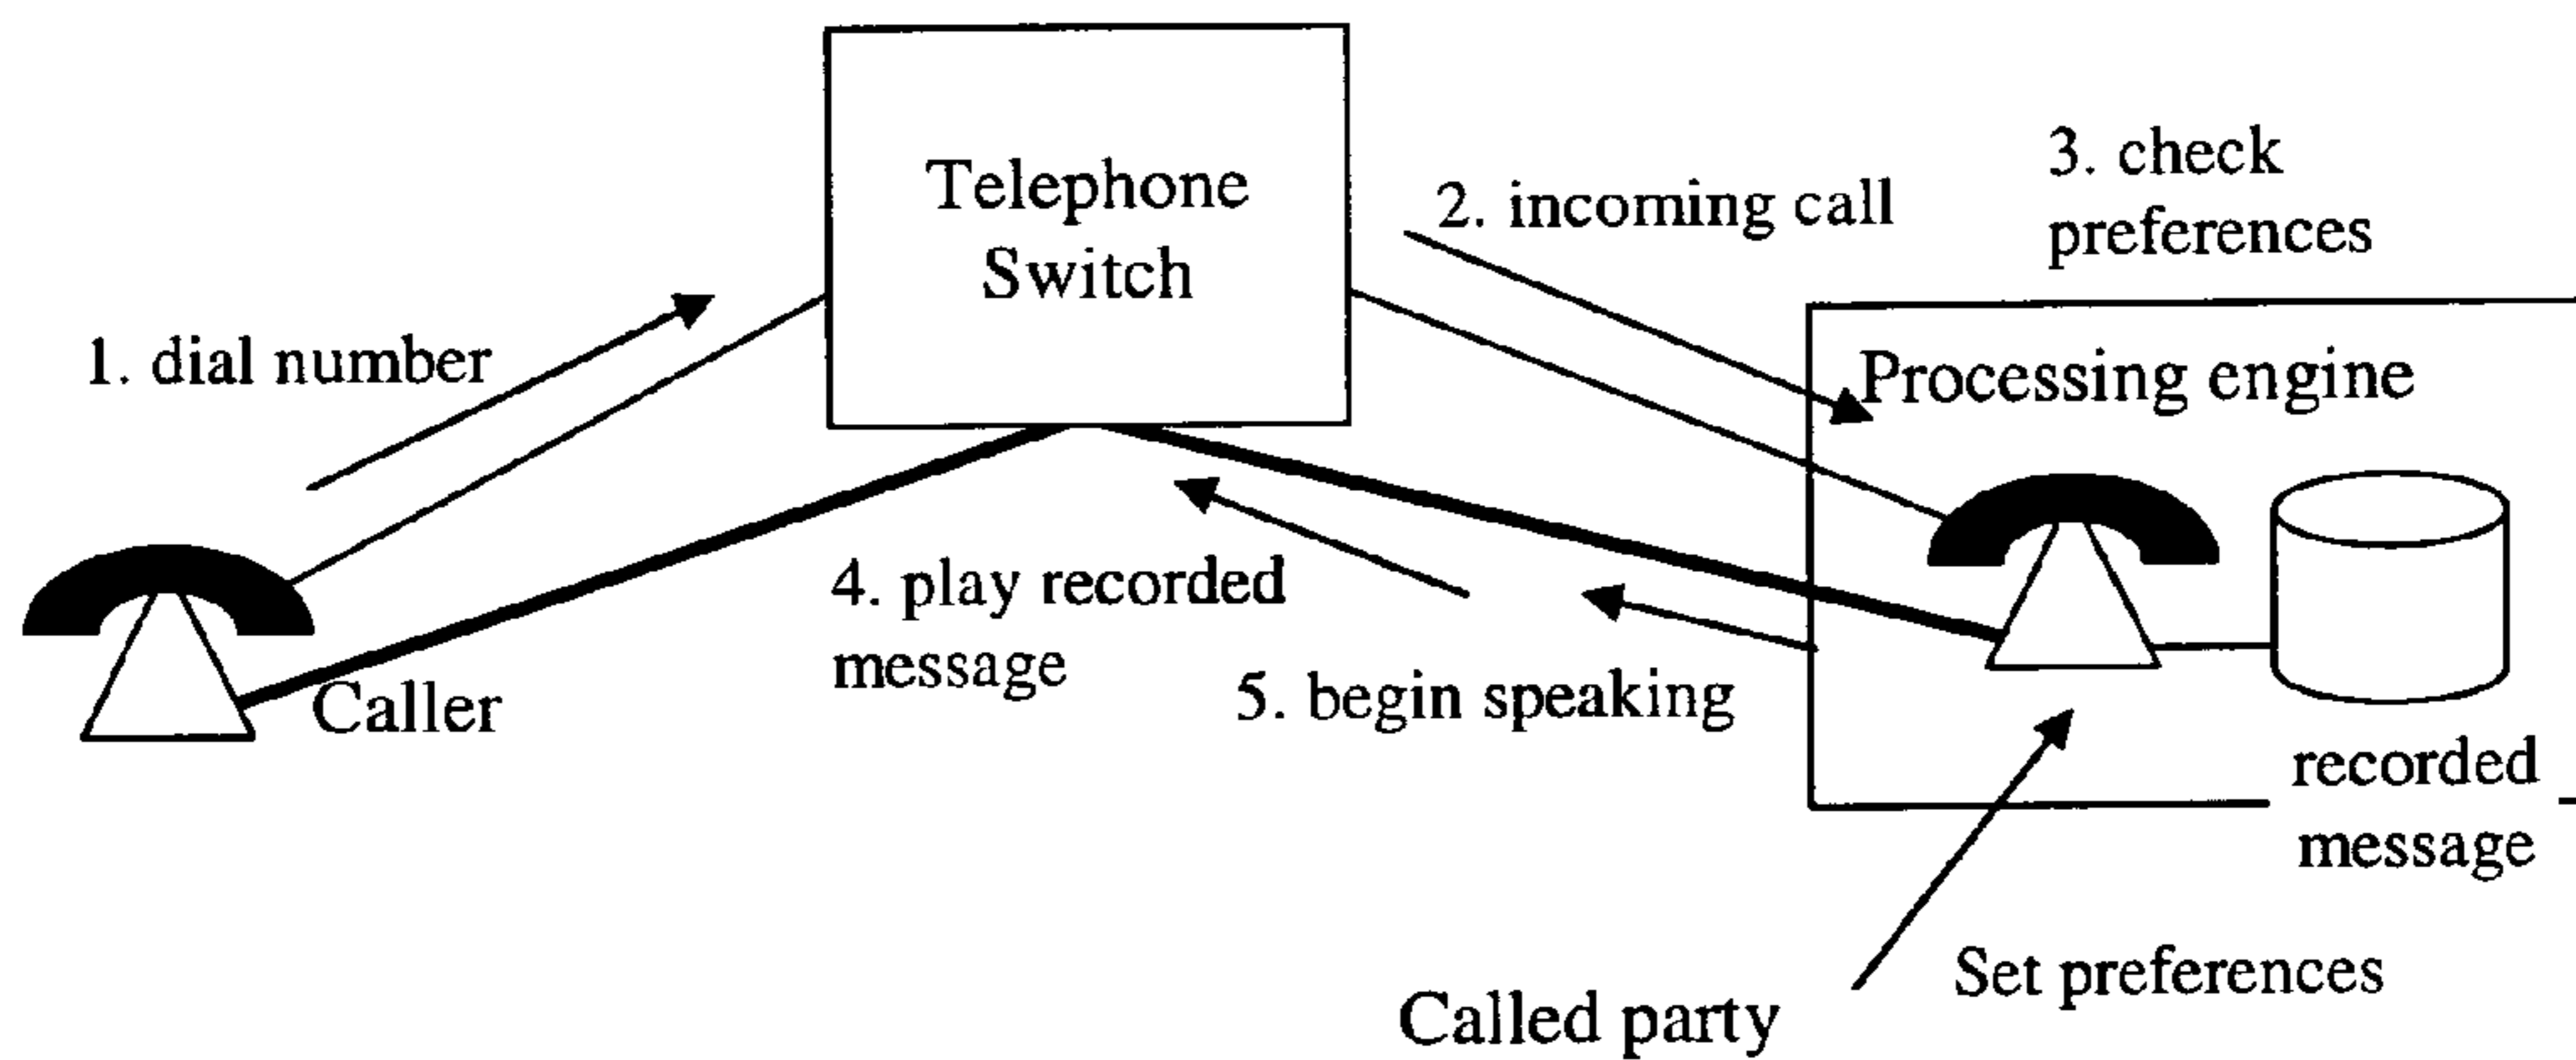 Telephone
Switch
1. dial number
2. incoming call
3. check
preferences
Processing engine
4. play recorded
message
5. begin speaking
Caller
recorded
message
Set preferences
Called party